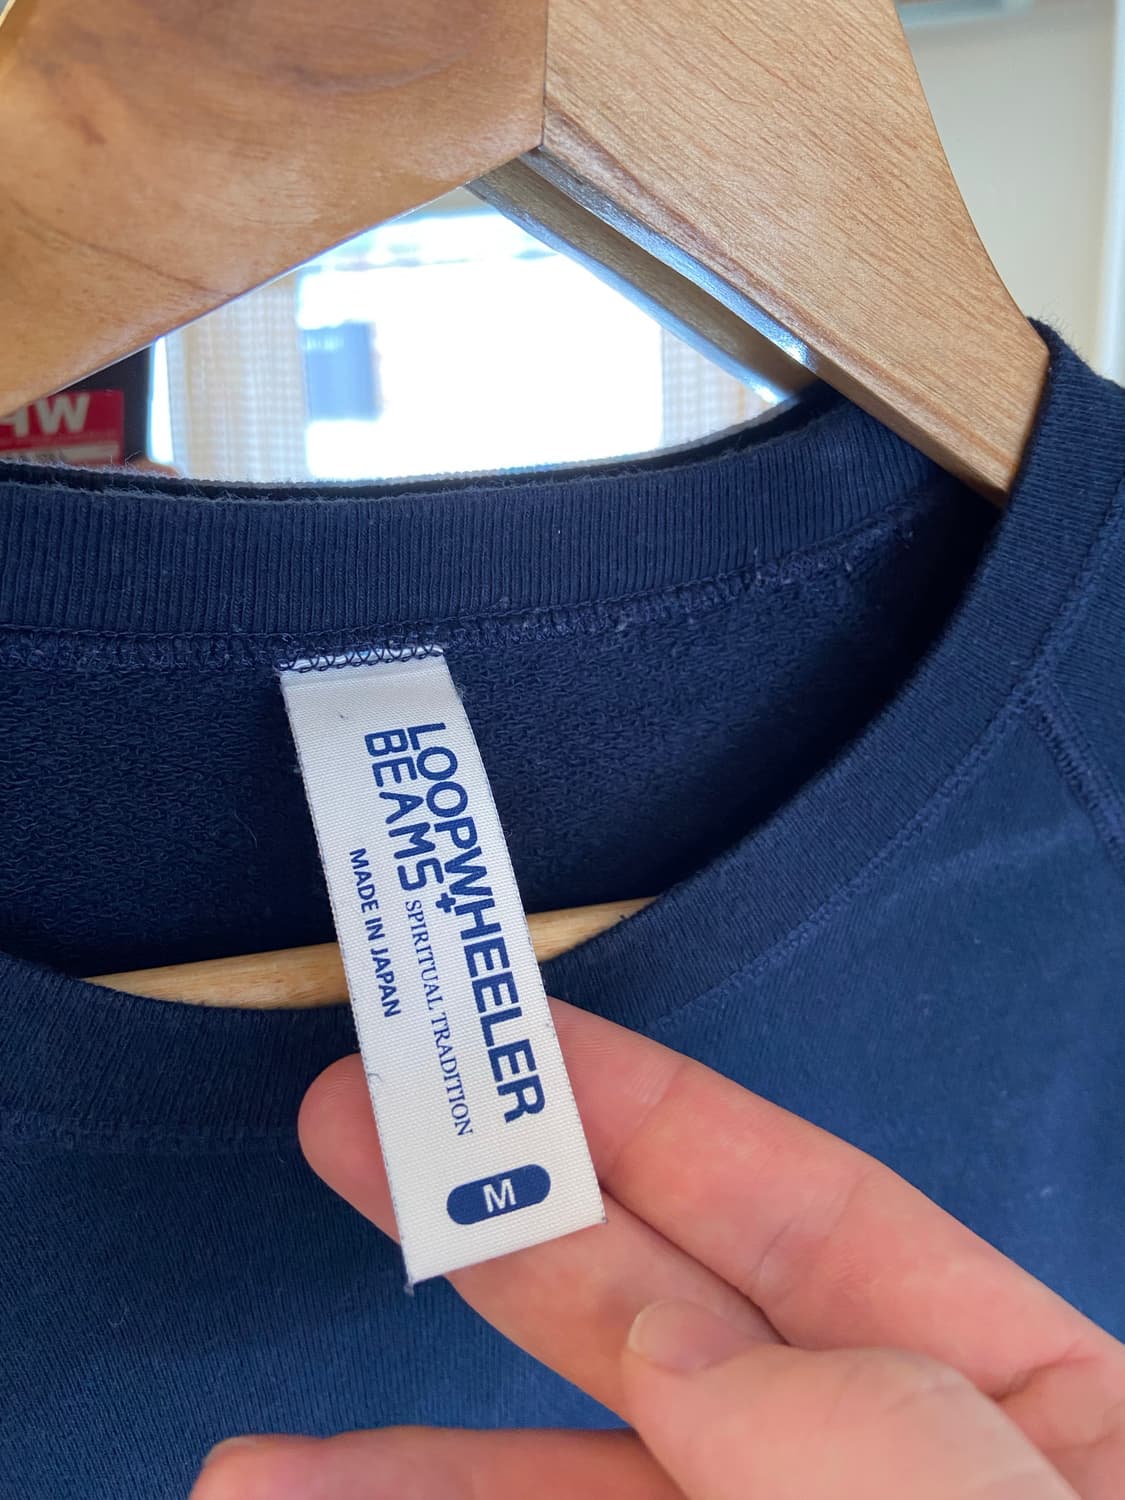 LOOPWHEELER
+
BEAMS SPIRITUAL TRADITION
MADE IN JAPAN
M